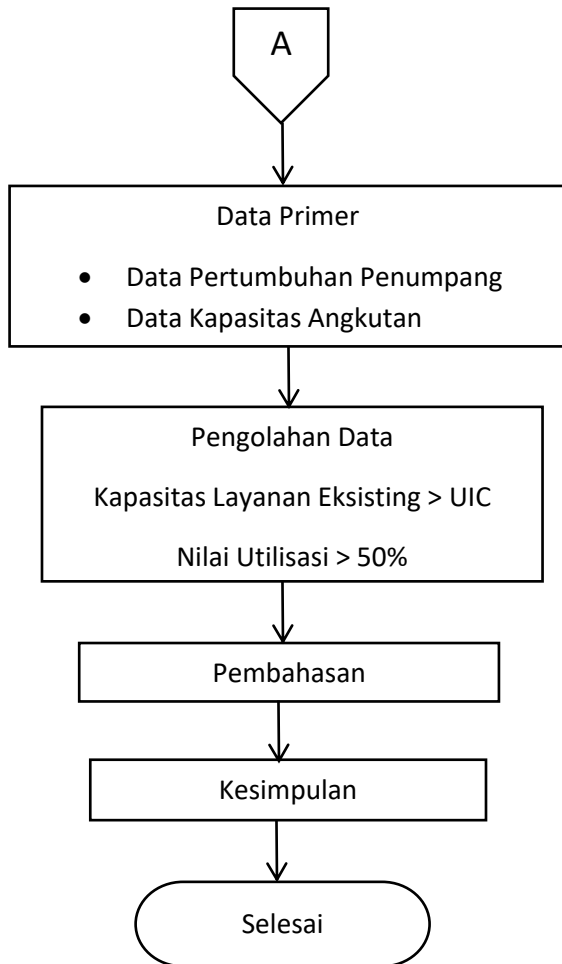 A
Data Primer
• Data Pertumbuhan Penumpang
• Data Kapasitas Angkutan
Pengolahan Data
Kapasitas Layanan Eksisting > UIC
Nilai Utilisasi > 50%
Pembahasan
Kesimpulan
Selesai